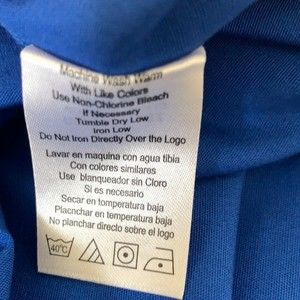 Machine Wash Warm
With Like Colors
Use Non-Chlorine Bleach
If Necessary
Tumble Dry Low
Iron Low
Do Not Iron Directly Over the Logo
Lavar en maquina con agua tibia
Con colores similares
Use blanqueador sin Cloro
Si es necesario
Secar en temperatura baja
Planchar en temperatura baja
No planchar directo sobre el logo
40°C